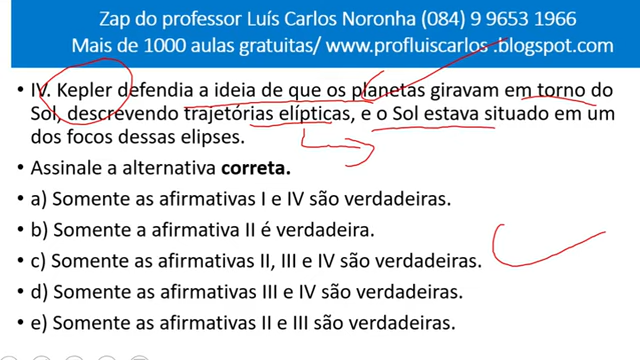 Zap do professor Luís Carlos Noronha (084) 9 9653 1966
Mais de 1000 aulas gratuitas/ www.profluiscarlos-blogspot.com
• IV. Kepler defendia a ideia de que os planetas giravam em torno do
Sol, descrevendo trajetórias elípticas, e o Sol estava situado em um
dos focos dessas elipses.
• Assinale a alternativa correta.
• a) Somente as afirmativas I e IV são verdadeiras.
• b) Somente a afirmativa II é verdadeira.
• c) Somente as afirmativas II, III e IV são verdadeiras.
• d) Somente as afirmativas III e IV são verdadeiras.
• e) Somente as afirmativas II e III são verdadeiras.